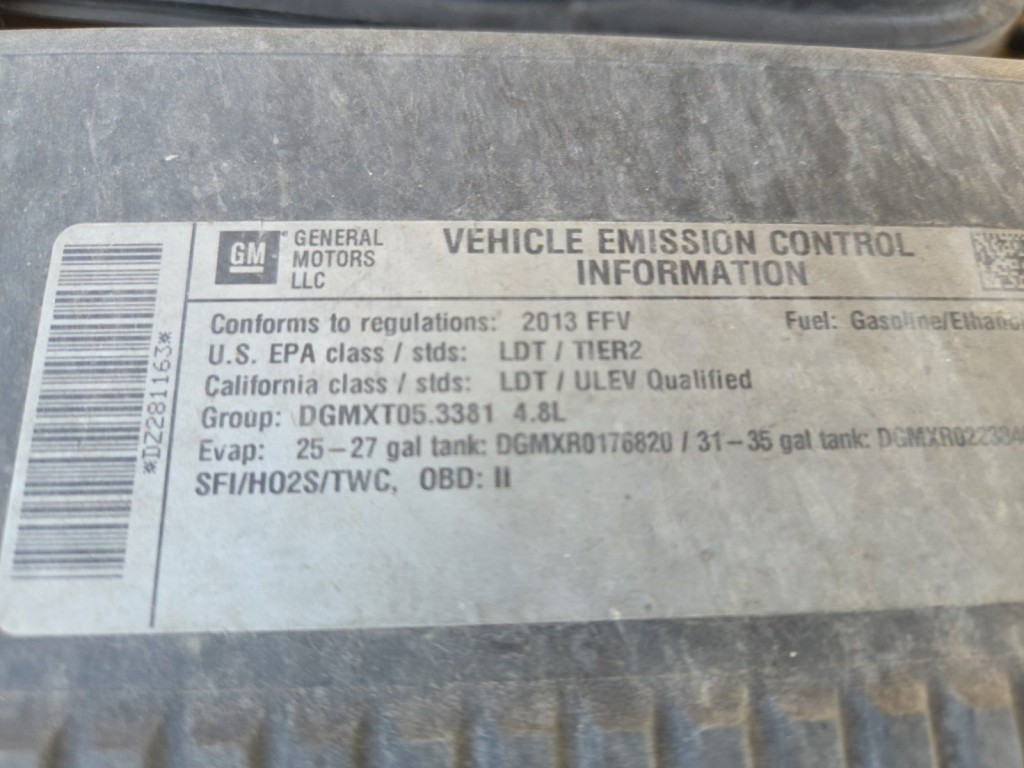 GM
GENERAL
MOTORS
LLC
VEHICLE EMISSION CONTROL
INFORMATION
Conforms to regulations: 2013 FFV
Fuel: Gasoline/Ethanol
U.S. EPA class / stds: LDT / TIER2
California class / stds: LDT / ULEV Qualified
Group: DGMXT05.3381 4.8L
Evap: 25-27 gal tank: DGMXR0176820 / 31-35 gal tank:
SFI/HO2S/TWC, OBD: II
*DZ281163*